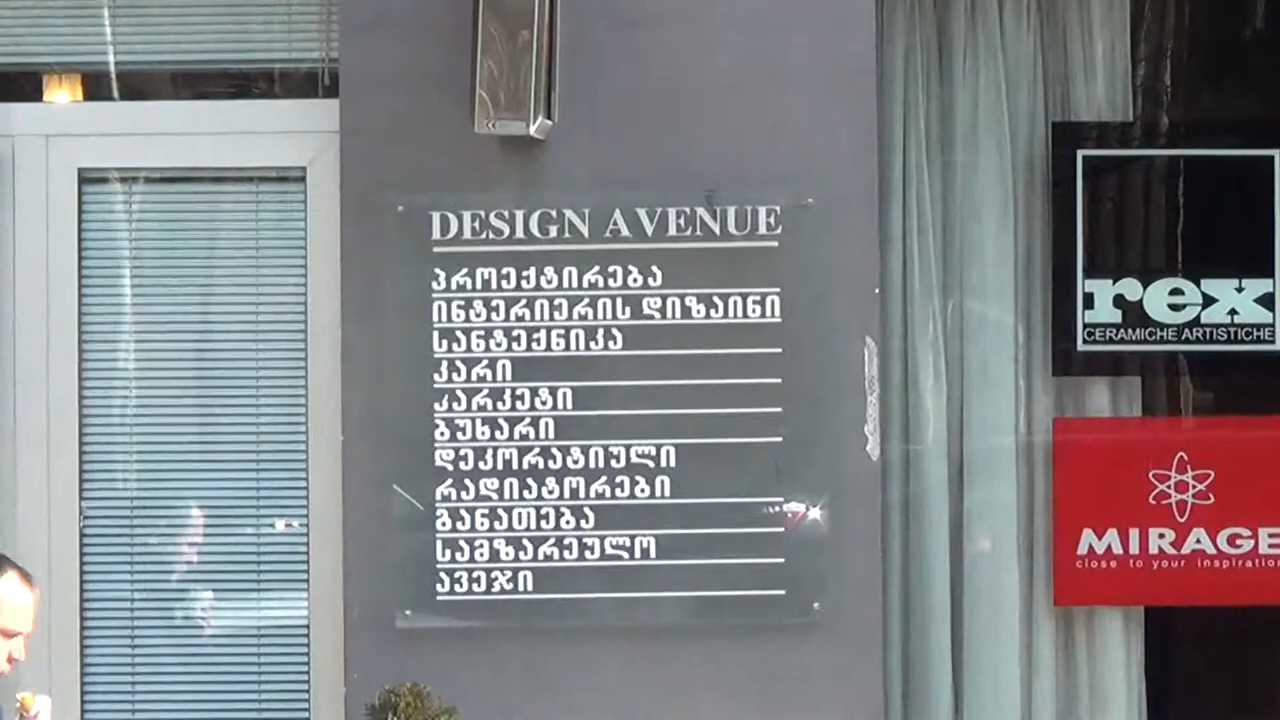 DESIGN AVENUE
პროექტირება
ინტერიერის დიზაინი
სანტექნიკა
კარი
პარკეტი
ბუხარი
დეკორატიული
რადიატორები
განათება
სამზარეულო
ავეჯი
rex
CERAMICHE ARTISTICHE
MIRAGE
close to your inspiration